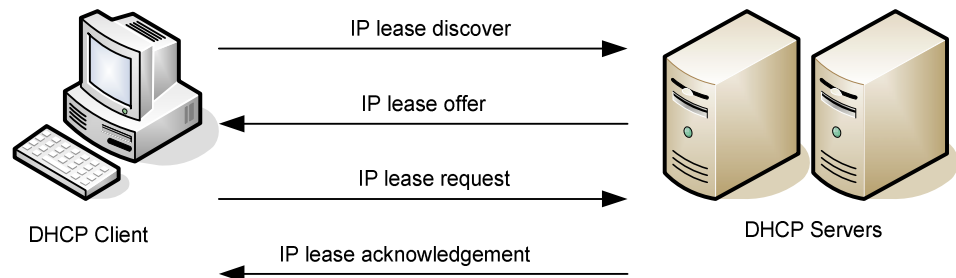 IP lease discover
IP lease offer
IP lease request
DHCP Client
DHCP Servers
IP lease acknowledgement